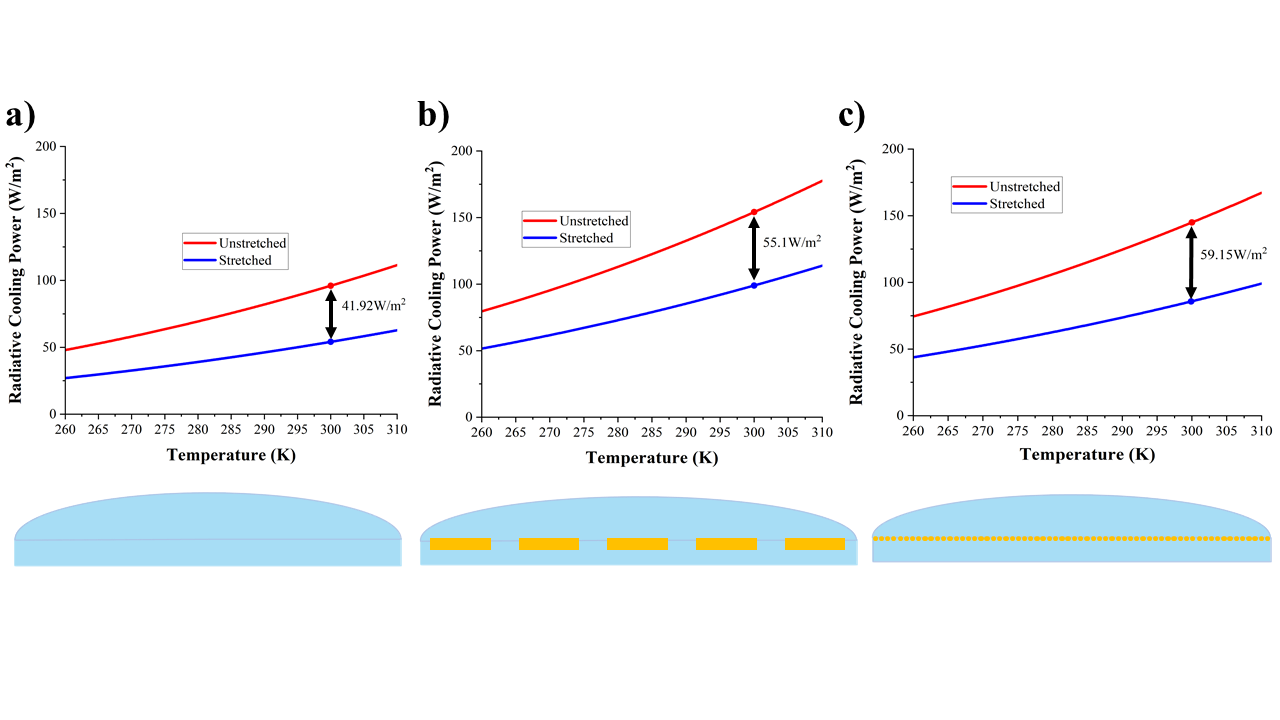 a)
Radiative Cooling Power (W/m²)
200
150
100
50
0
Unstretched
Stretched
41.92W/m²
260 265 270 275 280 285 290 295 300 305 310
Temperature (K)
b)
Radiative Cooling Power (W/m²)
200
150
100
50
0
Unstretched
Stretched
55.1W/m²
260 265 270 275 280 285 290 295 300 305 310
Temperature (K)
c)
Radiative Cooling Power (W/m²)
200
150
100
50
0
Unstretched
Stretched
59.15W/m²
260 265 270 275 280 285 290 295 300 305 310
Temperature (K)